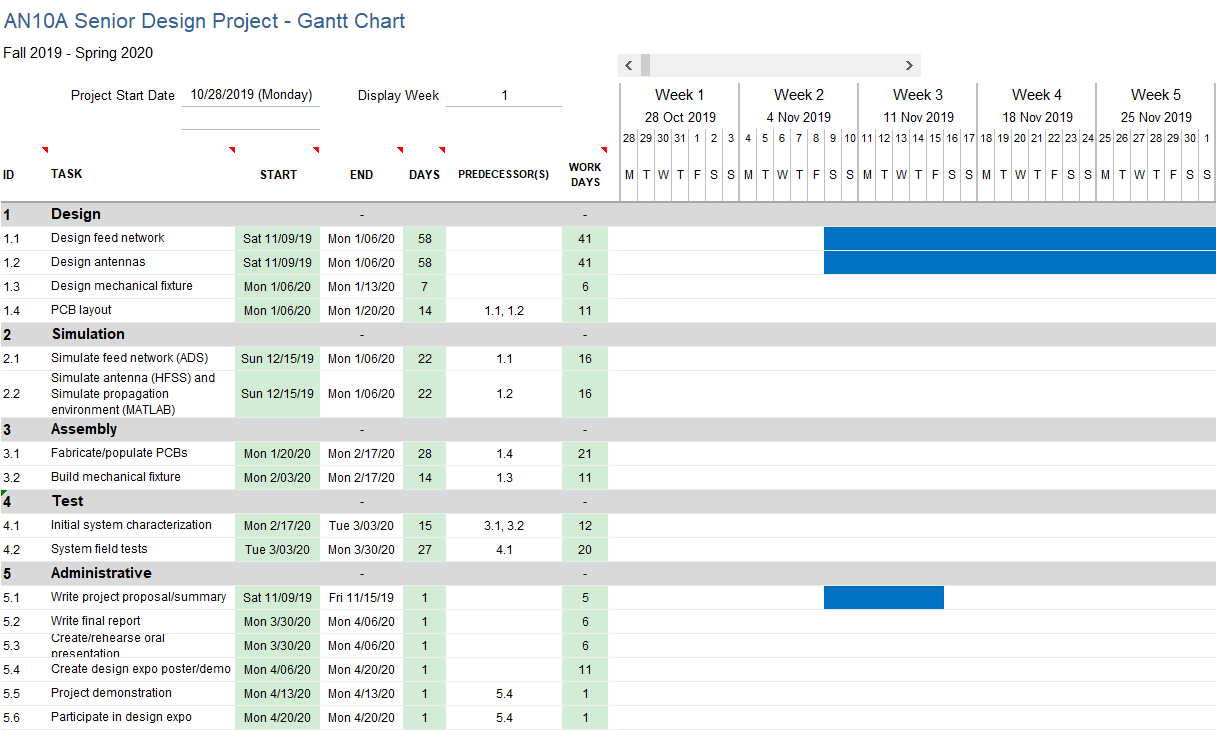 AN10A Senior Design Project - Gantt Chart
Fall 2019 - Spring 2020
Project Start Date 10/28/2019 (Monday) Display Week 1
Week 1 Week 2 Week 3 Week 4 Week 5
28 Oct 2019 4 Nov 2019 11 Nov 2019 18 Nov 2019 25 Nov 2019
28 29 30 31 1 2 3 4 5 6 7 8 9 10 11 12 13 14 15 16 17 18 19 20 21 22 23 24 25 26 27 28 29 30 1
ID TASK START END DAYS PREDECESSOR(S) WORK DAYS M T W T F S S M T W T F S S M T W T F S S M T W T F S S M T W T F S S
1 Design - -
1.1 Design feed network Sat 11/09/19 Mon 1/06/20 58 41
1.2 Design antennas Sat 11/09/19 Mon 1/06/20 58 41
1.3 Design mechanical fixture Mon 1/06/20 Mon 1/13/20 7 6
1.4 PCB layout Mon 1/06/20 Mon 1/20/20 14 1.1, 1.2 11
2 Simulation - -
2.1 Simulate feed network (ADS) Sun 12/15/19 Mon 1/06/20 22 1.1 16
Simulate antenna (HFSS) and
2.2 Simulate propagation Sun 12/15/19 Mon 1/06/20 22 1.2 16
environment (MATLAB)
3 Assembly - -
3.1 Fabricate/populate PCBs Mon 1/20/20 Mon 2/17/20 28 1.4 21
3.2 Build mechanical fixture Mon 2/03/20 Mon 2/17/20 14 1.3 11
4 Test - -
4.1 Initial system characterization Mon 2/17/20 Tue 3/03/20 15 3.1, 3.2 12
4.2 System field tests Tue 3/03/20 Mon 3/30/20 27 4.1 20
5 Administrative - -
5.1 Write project proposal/summary Sat 11/09/19 Fri 11/15/19 1 5
5.2 Write final report Mon 3/30/20 Mon 4/06/20 1 6
Create/rehearse oral
5.3 presentation Mon 3/30/20 Mon 4/06/20 1 6
5.4 Create design expo poster/demo Mon 4/06/20 Mon 4/20/20 1 11
5.5 Project demonstration Mon 4/13/20 Mon 4/13/20 1 5.4 1
5.6 Participate in design expo Mon 4/20/20 Mon 4/20/20 1 5.4 1